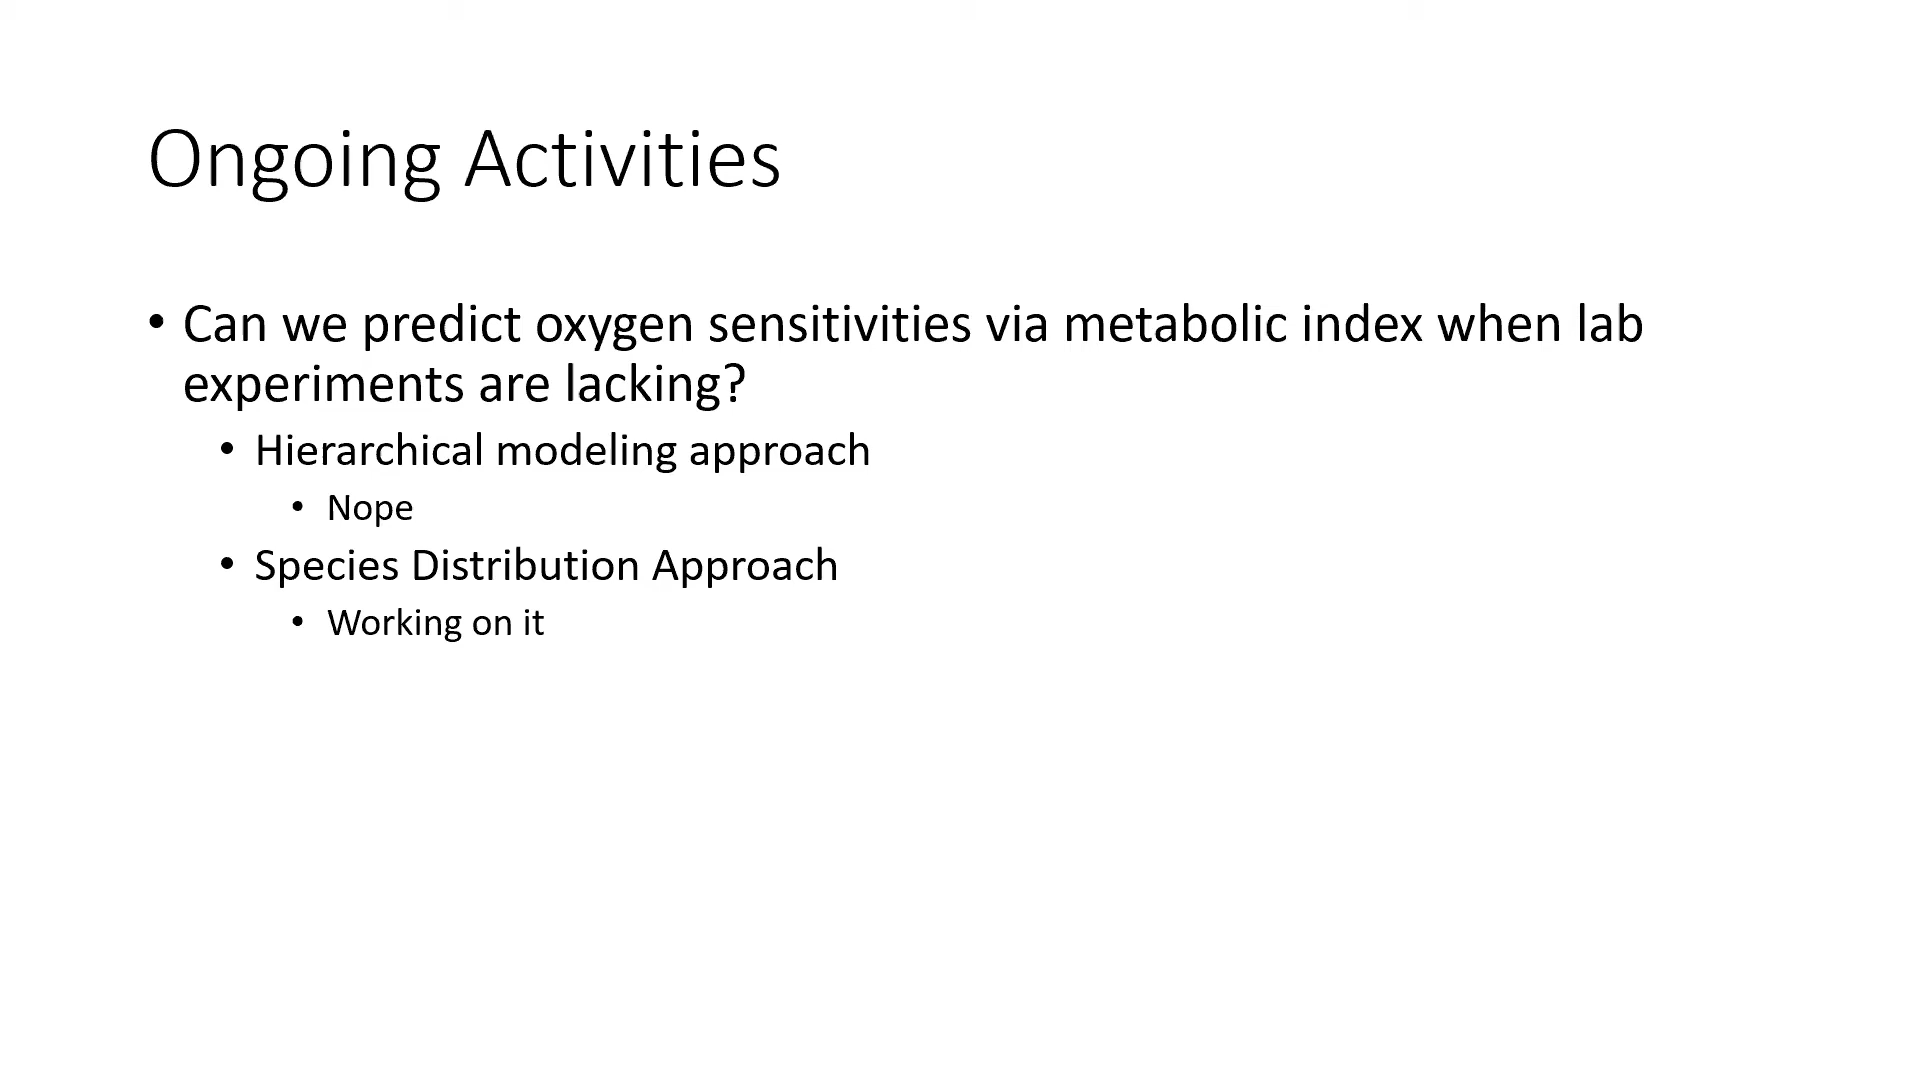 Ongoing Activities
• Can we predict oxygen sensitivities via metabolic index when lab
experiments are lacking?
• Hierarchical modeling approach
• Nope
• Species Distribution Approach
• Working on it